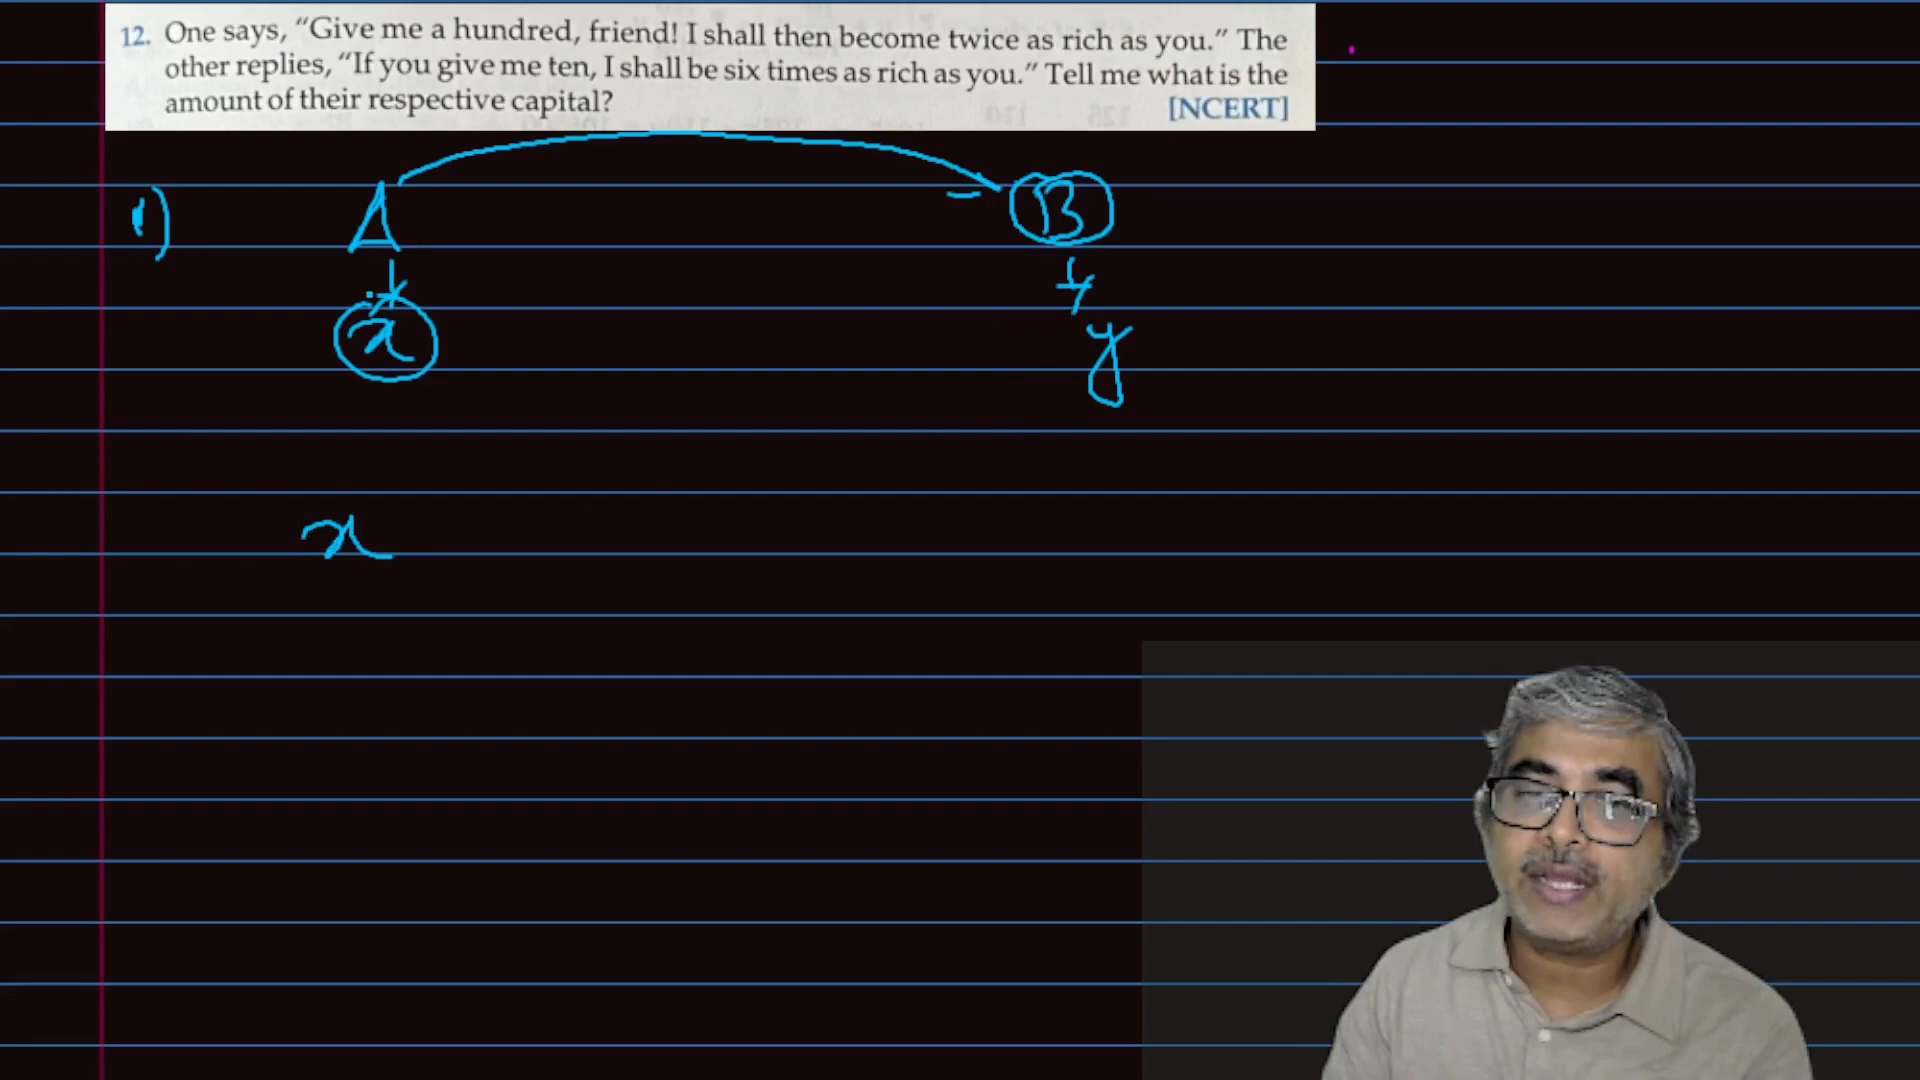 12. One says, “Give me a hundred, friend! I shall then become twice as rich as you.” The
other replies, “If you give me ten, I shall be six times as rich as you.” Tell me what is the
amount of their respective capital? [NCERT]
1) A B
x y
x